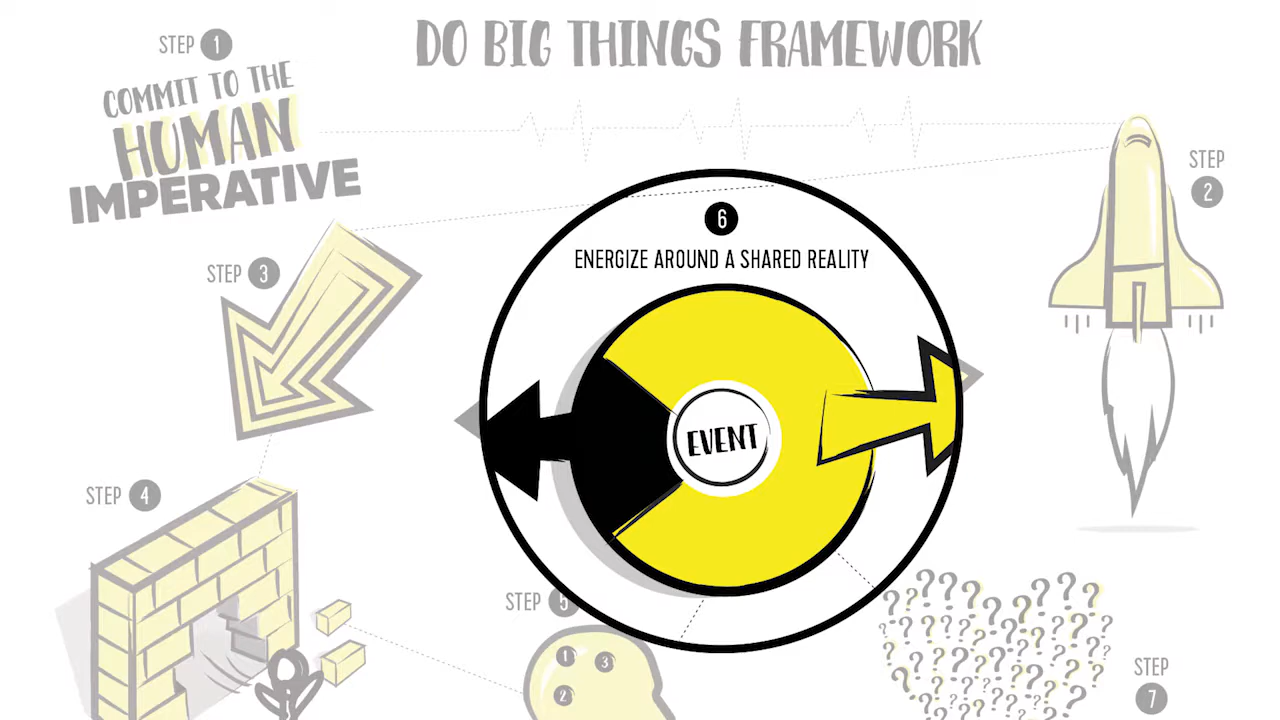 DO BIG THINGS FRAMEWORK
STEP 1
COMMIT TO THE
HUMAN
IMPERATIVE
STEP
2
6
ENERGIZE AROUND A SHARED REALITY
STEP 3
EVENT
STEP 4
STEP 5
1 3
2
? ? ? ? ? ? ? ?
STEP
7